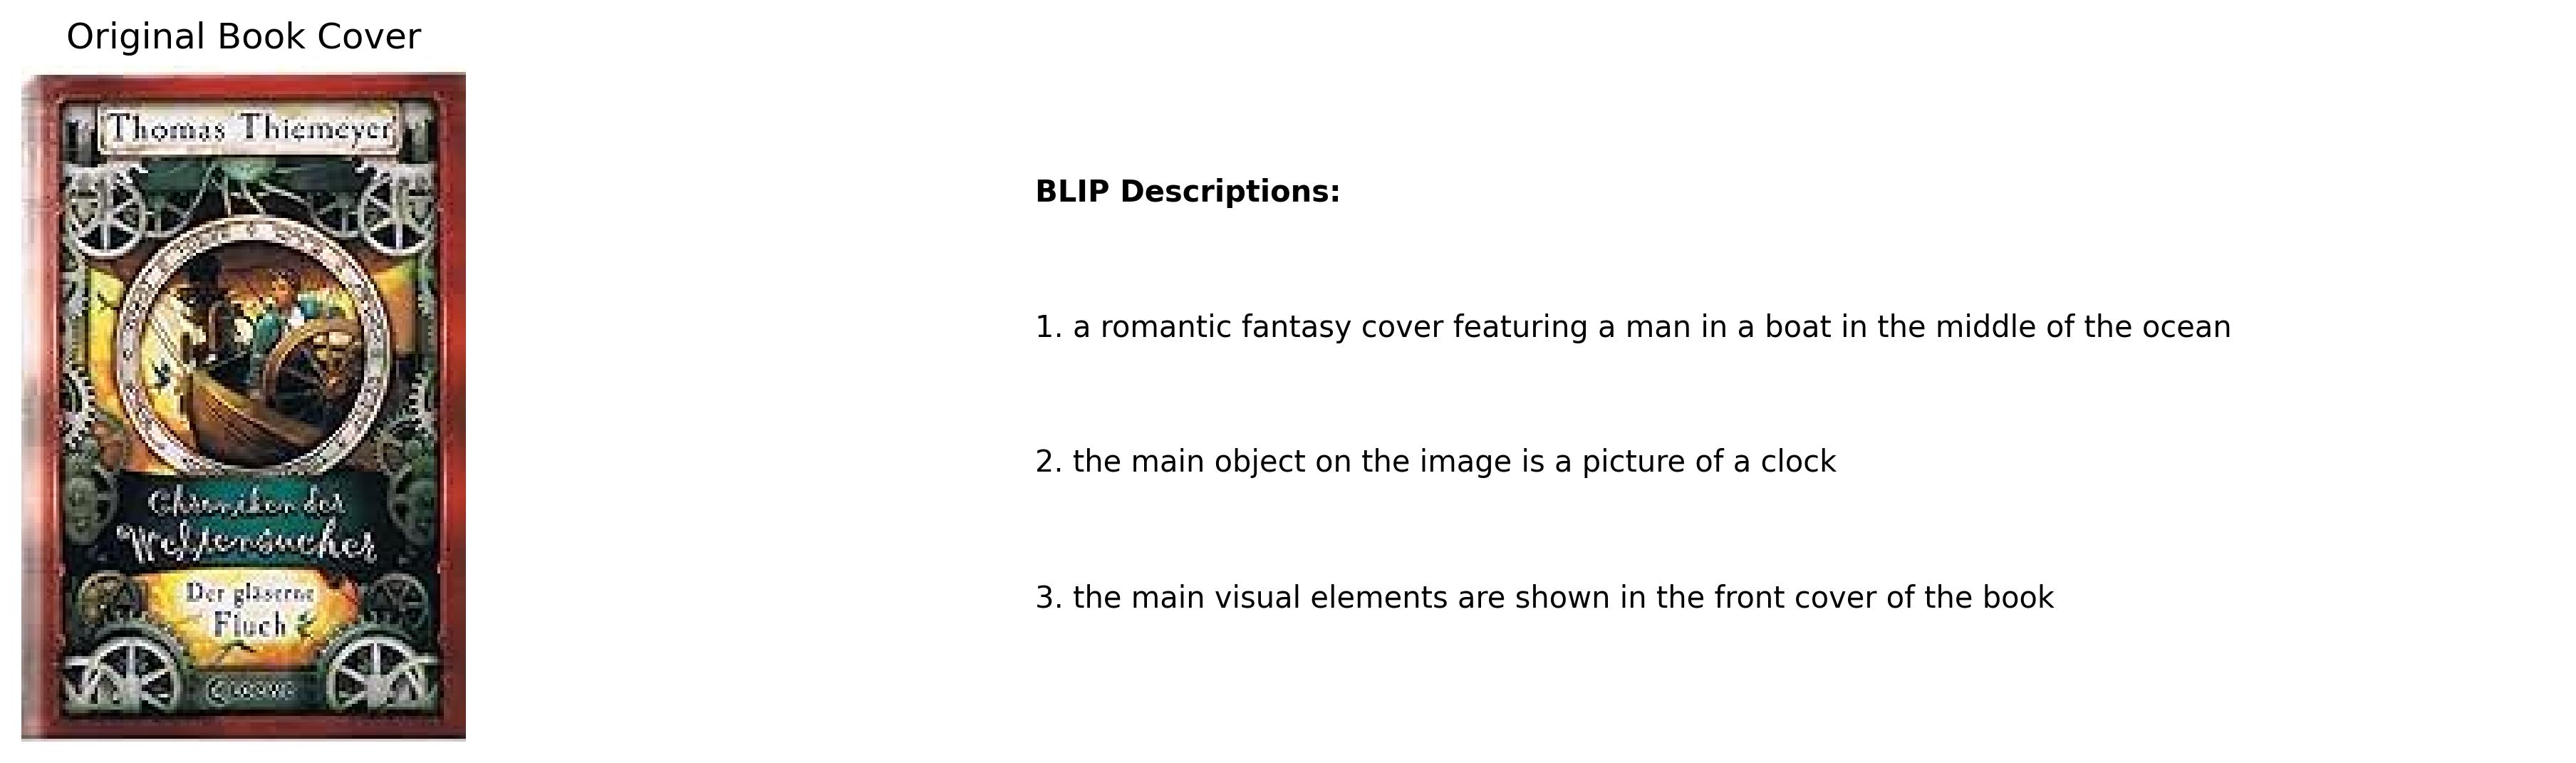 Original Book Cover
Thomas Thiemeyer
Chroniken der
Weltensucher
Der gläserne
Fluch
BLIP Descriptions:
1. a romantic fantasy cover featuring a man in a boat in the middle of the ocean
2. the main object on the image is a picture of a clock
3. the main visual elements are shown in the front cover of the book